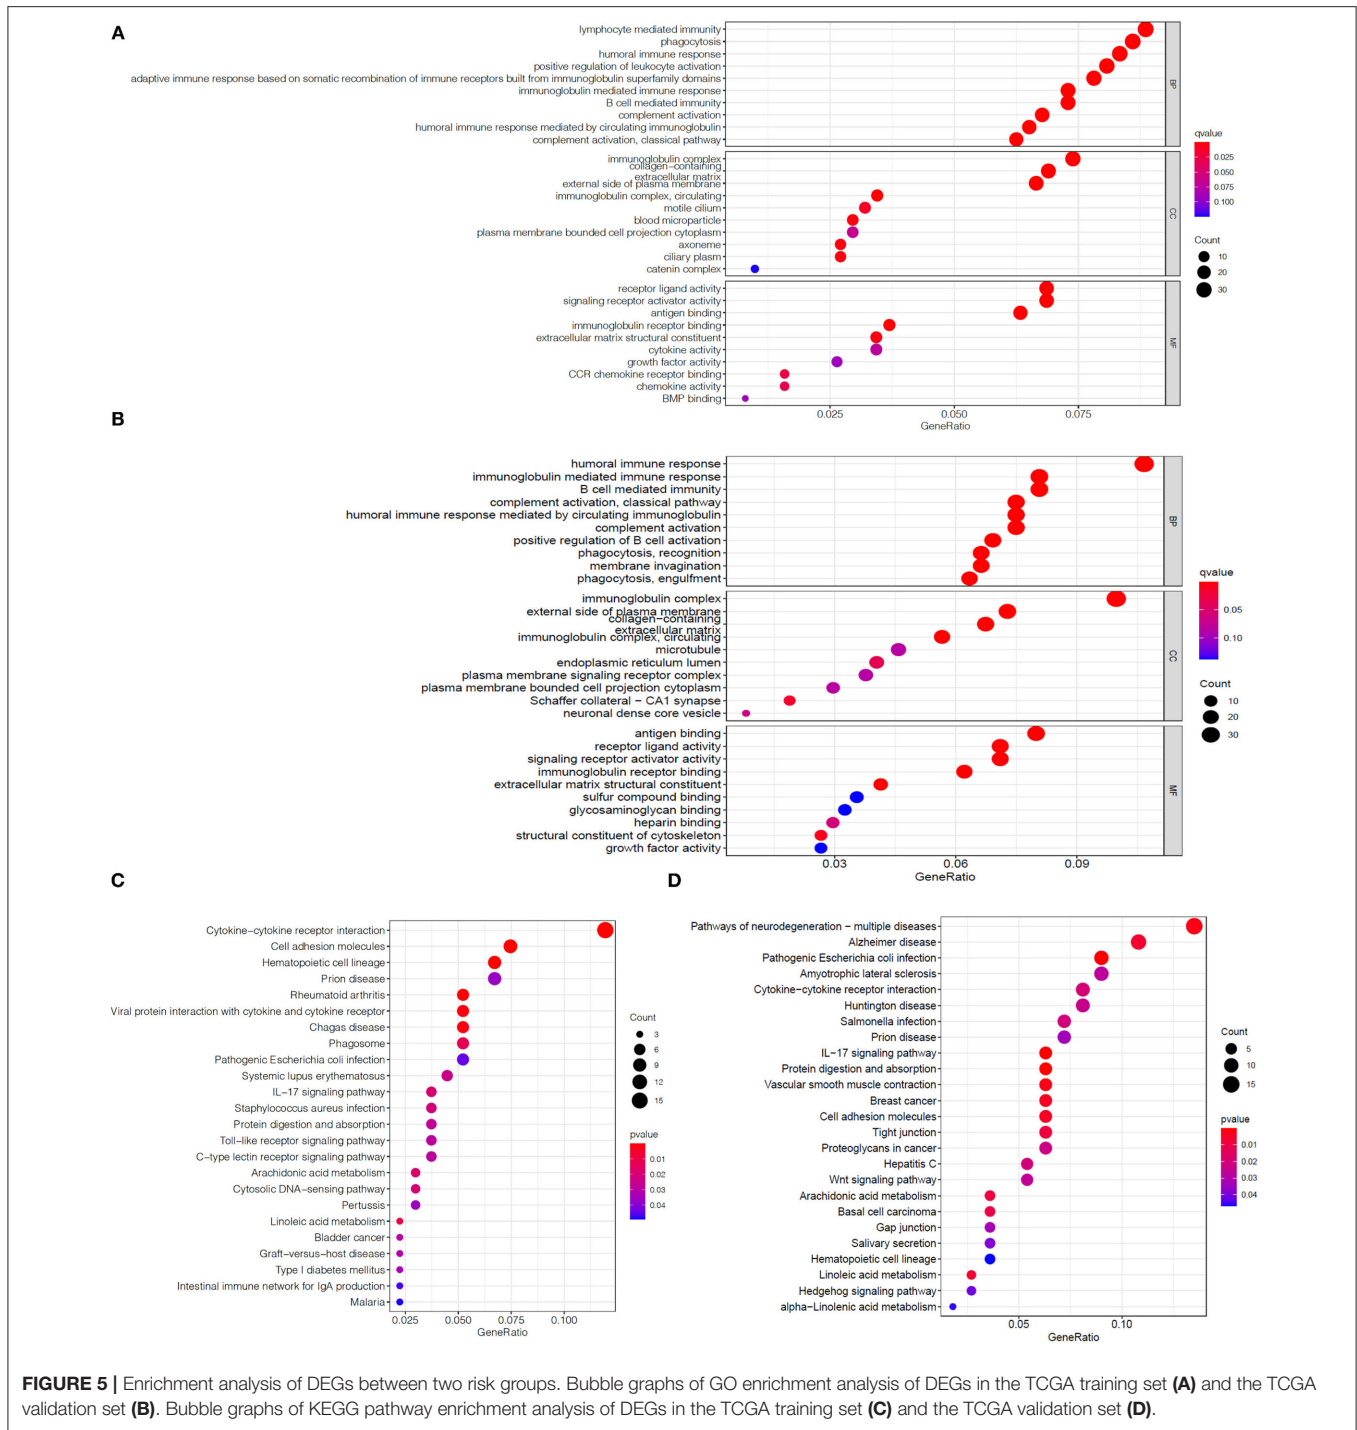 A
lymphocyte mediated immunity
phagocytosis
humoral immune response
positive regulation of leukocyte activation
adaptive immune response based on somatic recombination of immune receptors built from immunoglobulin superfamily domains
immunoglobulin mediated immune response
B cell mediated immunity
complement activation
humoral immune response mediated by circulating immunoglobulin
complement activation, classical pathway
BP
immunoglobulin complex
collagen-containing
extracellular matrix
external side of plasma membrane
immunoglobulin complex, circulating
motile cilium
blood microparticle
plasma membrane bounded cell projection cytoplasm
axoneme
ciliary plasm
catenin complex
CC
receptor ligand activity
signaling receptor activator activity
antigen binding
immunoglobulin receptor binding
extracellular matrix structural constituent
cytokine activity
growth factor activity
CCR chemokine receptor binding
chemokine activity
BMP binding
MF
0.025 0.050 0.075
GeneRatio
qvalue
0.025
0.050
0.075
0.100
Count
10
20
30
B
humoral immune response
immunoglobulin mediated immune response
B cell mediated immunity
complement activation, classical pathway
humoral immune response mediated by circulating immunoglobulin
complement activation
positive regulation of B cell activation
phagocytosis, recognition
membrane invagination
phagocytosis, engulfment
BP
immunoglobulin complex
external side of plasma membrane
collagen-containing
extracellular matrix
immunoglobulin complex, circulating
microtubule
endoplasmic reticulum lumen
plasma membrane signaling receptor complex
plasma membrane bounded cell projection cytoplasm
Schaffer collateral - CA1 synapse
neuronal dense core vesicle
CC
antigen binding
receptor ligand activity
signaling receptor activator activity
immunoglobulin receptor binding
extracellular matrix structural constituent
sulfur compound binding
glycosaminoglycan binding
heparin binding
structural constituent of cytoskeleton
growth factor activity
MF
0.03 0.06 0.09
GeneRatio
qvalue
0.05
0.10
Count
10
20
30
C
Cytokine-cytokine receptor interaction
Cell adhesion molecules
Hematopoietic cell lineage
Prion disease
Rheumatoid arthritis
Viral protein interaction with cytokine and cytokine receptor
Chagas disease
Phagosome
Pathogenic Escherichia coli infection
Systemic lupus erythematosus
IL-17 signaling pathway
Staphylococcus aureus infection
Protein digestion and absorption
Toll-like receptor signaling pathway
C-type lectin receptor signaling pathway
Arachidonic acid metabolism
Cytosolic DNA-sensing pathway
Pertussis
Linoleic acid metabolism
Bladder cancer
Graft-versus-host disease
Type I diabetes mellitus
Intestinal immune network for IgA production
Malaria
0.025 0.050 0.075 0.100
GeneRatio
Count
3
6
9
12
15
pvalue
0.01
0.02
0.03
0.04
D
Pathways of neurodegeneration - multiple diseases
Alzheimer disease
Pathogenic Escherichia coli infection
Amyotrophic lateral sclerosis
Cytokine-cytokine receptor interaction
Huntington disease
Salmonella infection
Prion disease
IL-17 signaling pathway
Protein digestion and absorption
Vascular smooth muscle contraction
Breast cancer
Cell adhesion molecules
Tight junction
Proteoglycans in cancer
Hepatitis C
Wnt signaling pathway
Arachidonic acid metabolism
Basal cell carcinoma
Gap junction
Salivary secretion
Hematopoietic cell lineage
Linoleic acid metabolism
Hedgehog signaling pathway
alpha-Linolenic acid metabolism
0.05 0.10
GeneRatio
Count
5
10
15
pvalue
0.01
0.02
0.03
0.04
FIGURE 5 | Enrichment analysis of DEGs between two risk groups. Bubble graphs of GO enrichment analysis of DEGs in the TCGA training set (A) and the TCGA
validation set (B). Bubble graphs of KEGG pathway enrichment analysis of DEGs in the TCGA training set (C) and the TCGA validation set (D).